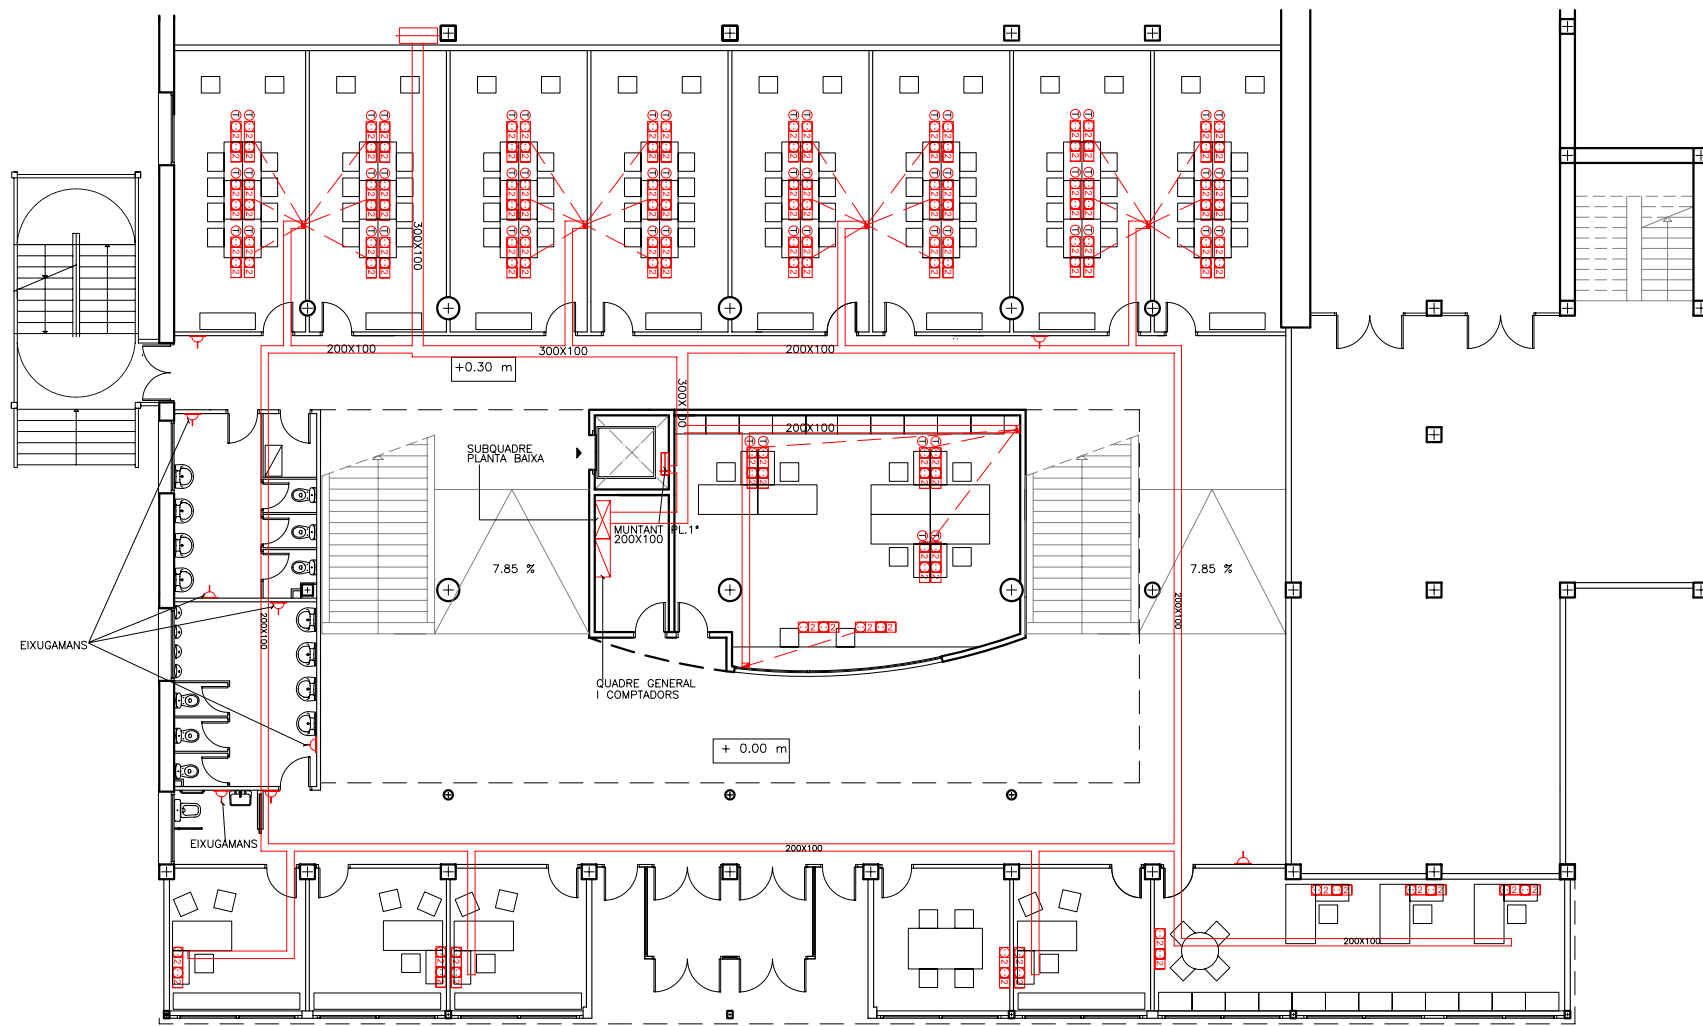 300X100
200X100
300X100
200X100
+0.30 m
300X100
200X100
SUBQUADRE
PLANTA BAIXA
MUNTANT PL.1ª
200X100
7.85 %
7.85 %
200X100
200X100
EIXUGAMANS
QUADRE GENERAL
I COMPTADORS
+ 0.00 m
EIXUGAMANS
200X100
200X100